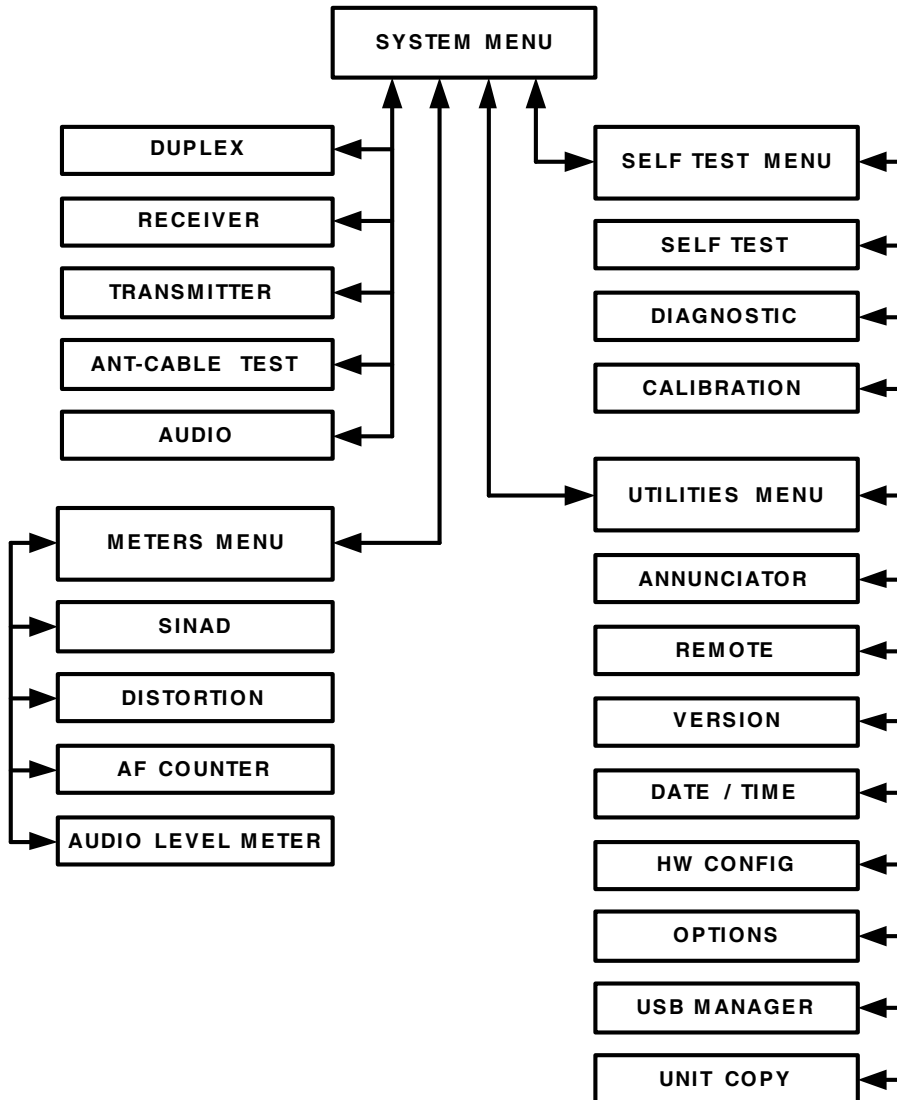 SYSTEM MENU
DUPLEX
RECEIVER
TRANSMITTER
ANT-CABLE TEST
AUDIO
METERS MENU
SINAD
DISTORTION
AF COUNTER
AUDIO LEVEL METER
SELF TEST MENU
SELF TEST
DIAGNOSTIC
CALIBRATION
UTILITIES MENU
ANNUNCIATOR
REMOTE
VERSION
DATE / TIME
HW CONFIG
OPTIONS
USB MANAGER
UNIT COPY